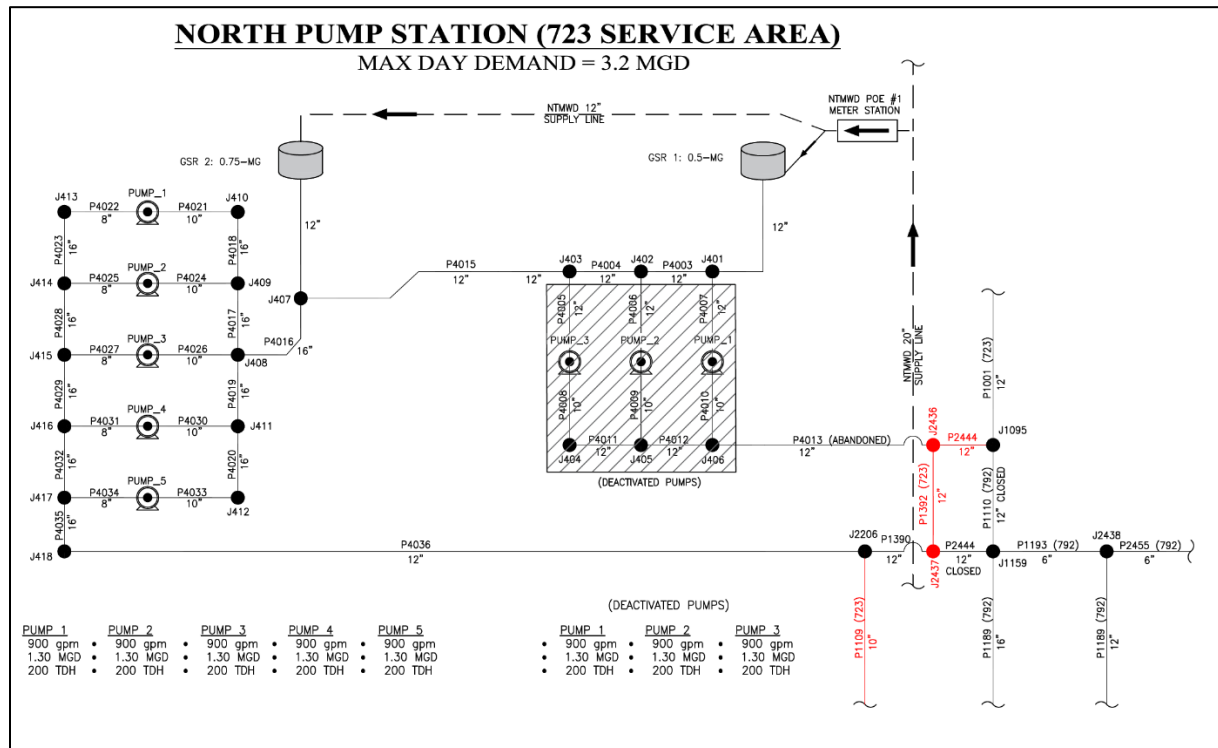 NORTH PUMP STATION (723 SERVICE AREA)
MAX DAY DEMAND = 3.2 MGD
NTMWD 12"
SUPPLY LINE
NTMWD POE #1
METER STATION
GSR 2: 0.75-MG
GSR 1: 0.5-MG
12"
12"
J413
P4022
8"
PUMP_1
P4021
10"
J410
P4023
16"
P4018
16"
J414
P4025
8"
PUMP_2
P4024
10"
J409
P4028
16"
P4017
16"
J415
P4027
8"
PUMP_3
P4026
10"
J408
P4029
16"
P4019
16"
J416
P4031
8"
PUMP_4
P4030
10"
J411
P4032
16"
P4020
16"
J417
P4034
8"
PUMP_5
P4033
10"
J412
P4035
16"
J418
J407
P4016
16"
P4015
12"
12"
J403
P4004
12"
J402
P4003
12"
J401
P4005
12"
P4006
12"
P4007
12"
PUMP_3
PUMP_2
PUMP_1
P4008
10"
P4009
10"
P4010
10"
J404
P4011
12"
J405
P4012
12"
J406
(DEACTIVATED PUMPS)
P4013 (ABANDONED)
12"
NTMWD 20"
SUPPLY LINE
P1001 (723)
12"
J2436
P2444
12"
J1095
P1392 (723)
12"
P1110 (792)
12" CLOSED
P4036
12"
J2206
P1390
12"
J2437
P2444
12"
CLOSED
J1159
P1193 (792)
6"
J2438
P2455 (792)
6"
P1109 (723)
10"
P1189 (792)
16"
P1189 (792)
12"
PUMP 1 PUMP 2 PUMP 3 PUMP 4 PUMP 5
900 gpm • 900 gpm • 900 gpm • 900 gpm • 900 gpm
1.30 MGD • 1.30 MGD • 1.30 MGD • 1.30 MGD • 1.30 MGD
200 TDH • 200 TDH • 200 TDH • 200 TDH • 200 TDH
(DEACTIVATED PUMPS)
PUMP 1 PUMP 2 PUMP 3
• 900 gpm • 900 gpm • 900 gpm
• 1.30 MGD • 1.30 MGD • 1.30 MGD
• 200 TDH • 200 TDH • 200 TDH